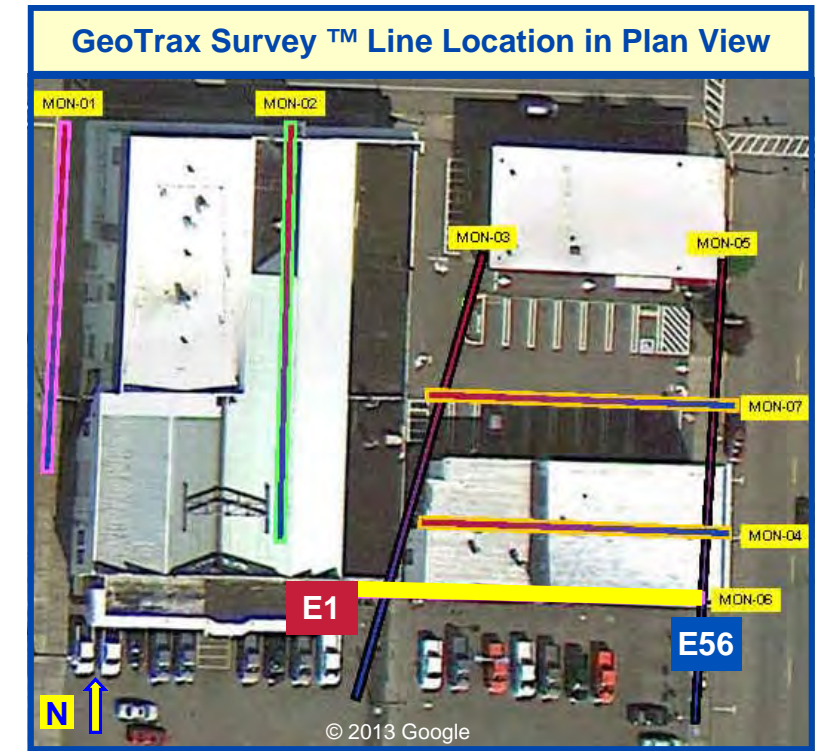 GeoTrax Survey ™ Line Location in Plan View
MON-01
MON-02
MON-03
MON-05
MON-07
MON-04
MON-06
E1
E56
N
© 2013 Google